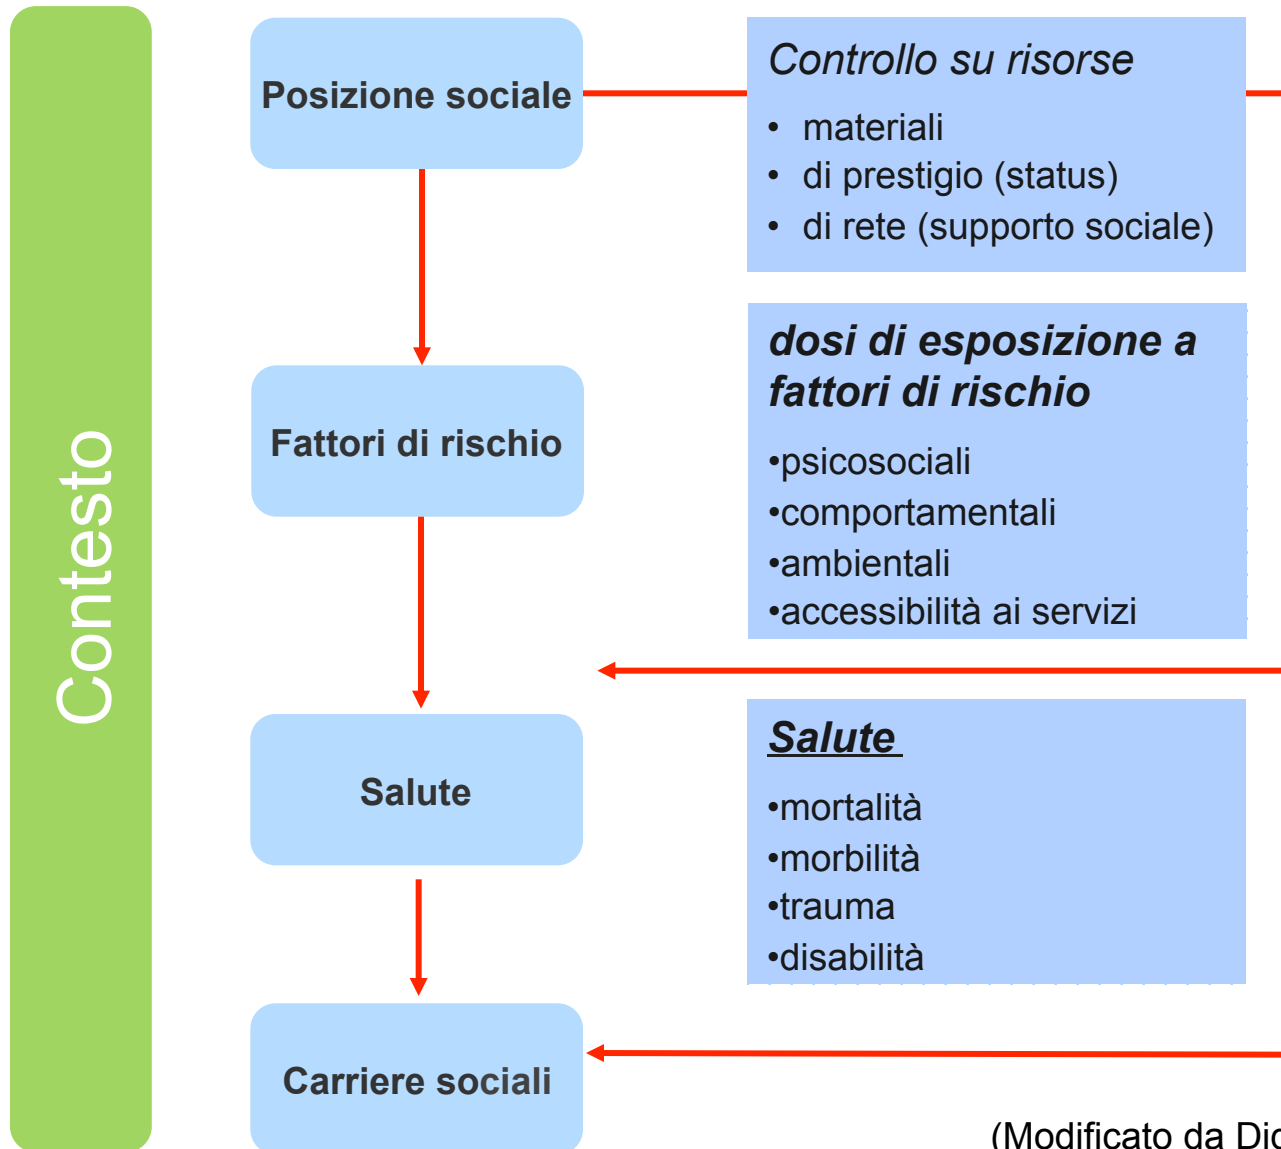 Contesto
Posizione sociale
Controllo su risorse
• materiali
• di prestigio (status)
• di rete (supporto sociale)
Fattori di rischio
dosi di esposizione a
fattori di rischio
•psicosociali
•comportamentali
•ambientali
•accessibilità ai servizi
Salute
Salute
•mortalità
•morbilità
•trauma
•disabilità
Carriere sociali
(Modificato da